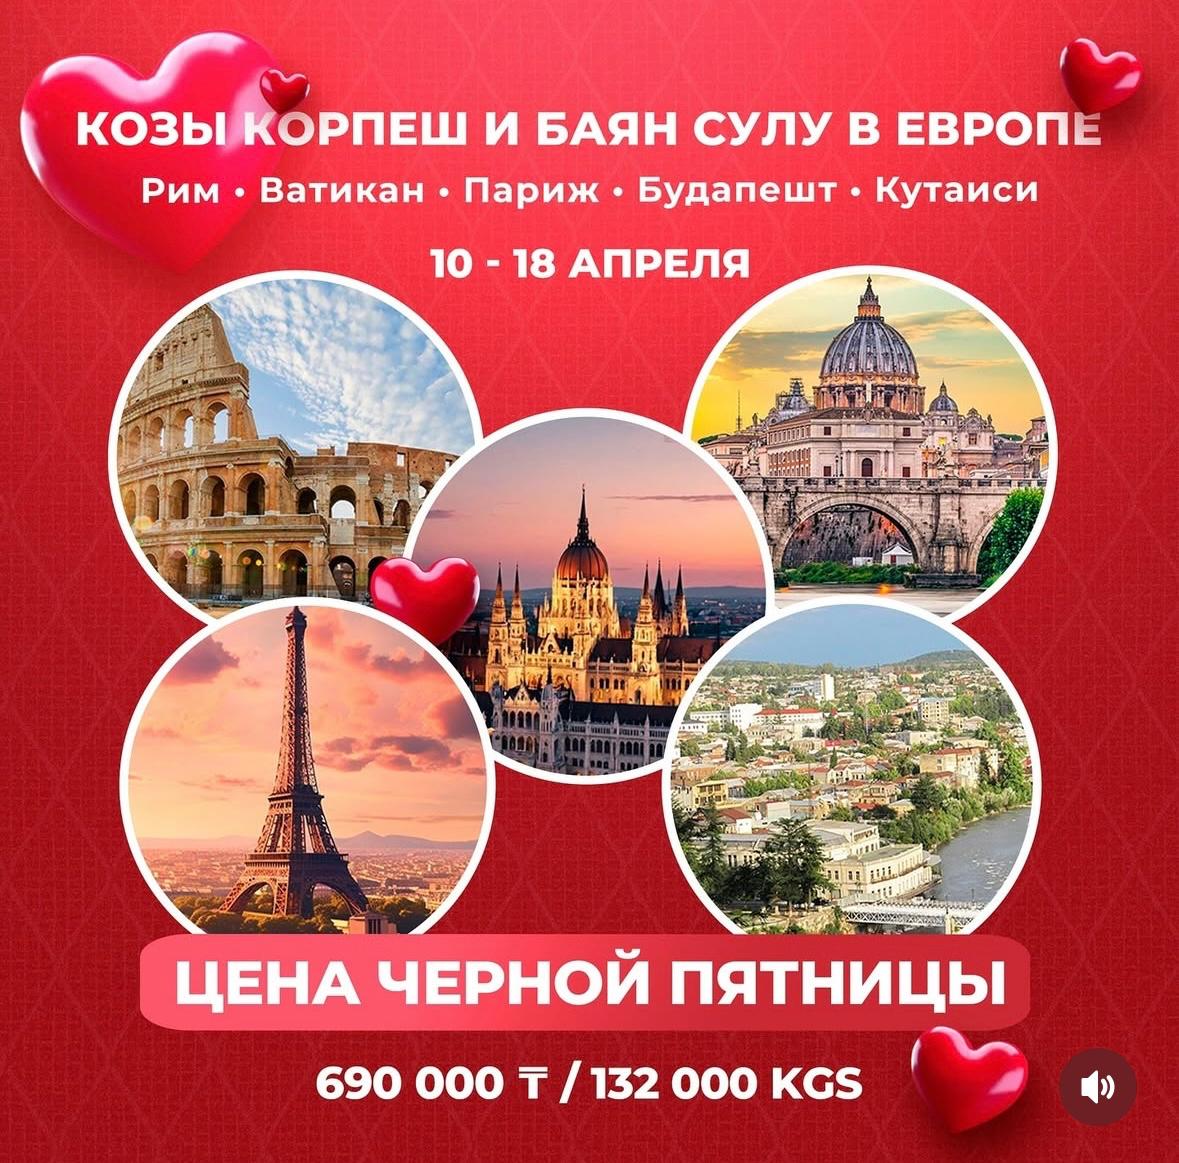 КОЗЫ КОРПЕШ И БАЯН СУЛУ В ЕВРОПЕ
Рим • Ватикан • Париж • Будапешт • Кутаиси
10 - 18 АПРЕЛЯ
ЦЕНА ЧЕРНОЙ ПЯТНИЦЫ
690 000 ₸ / 132 000 KGS